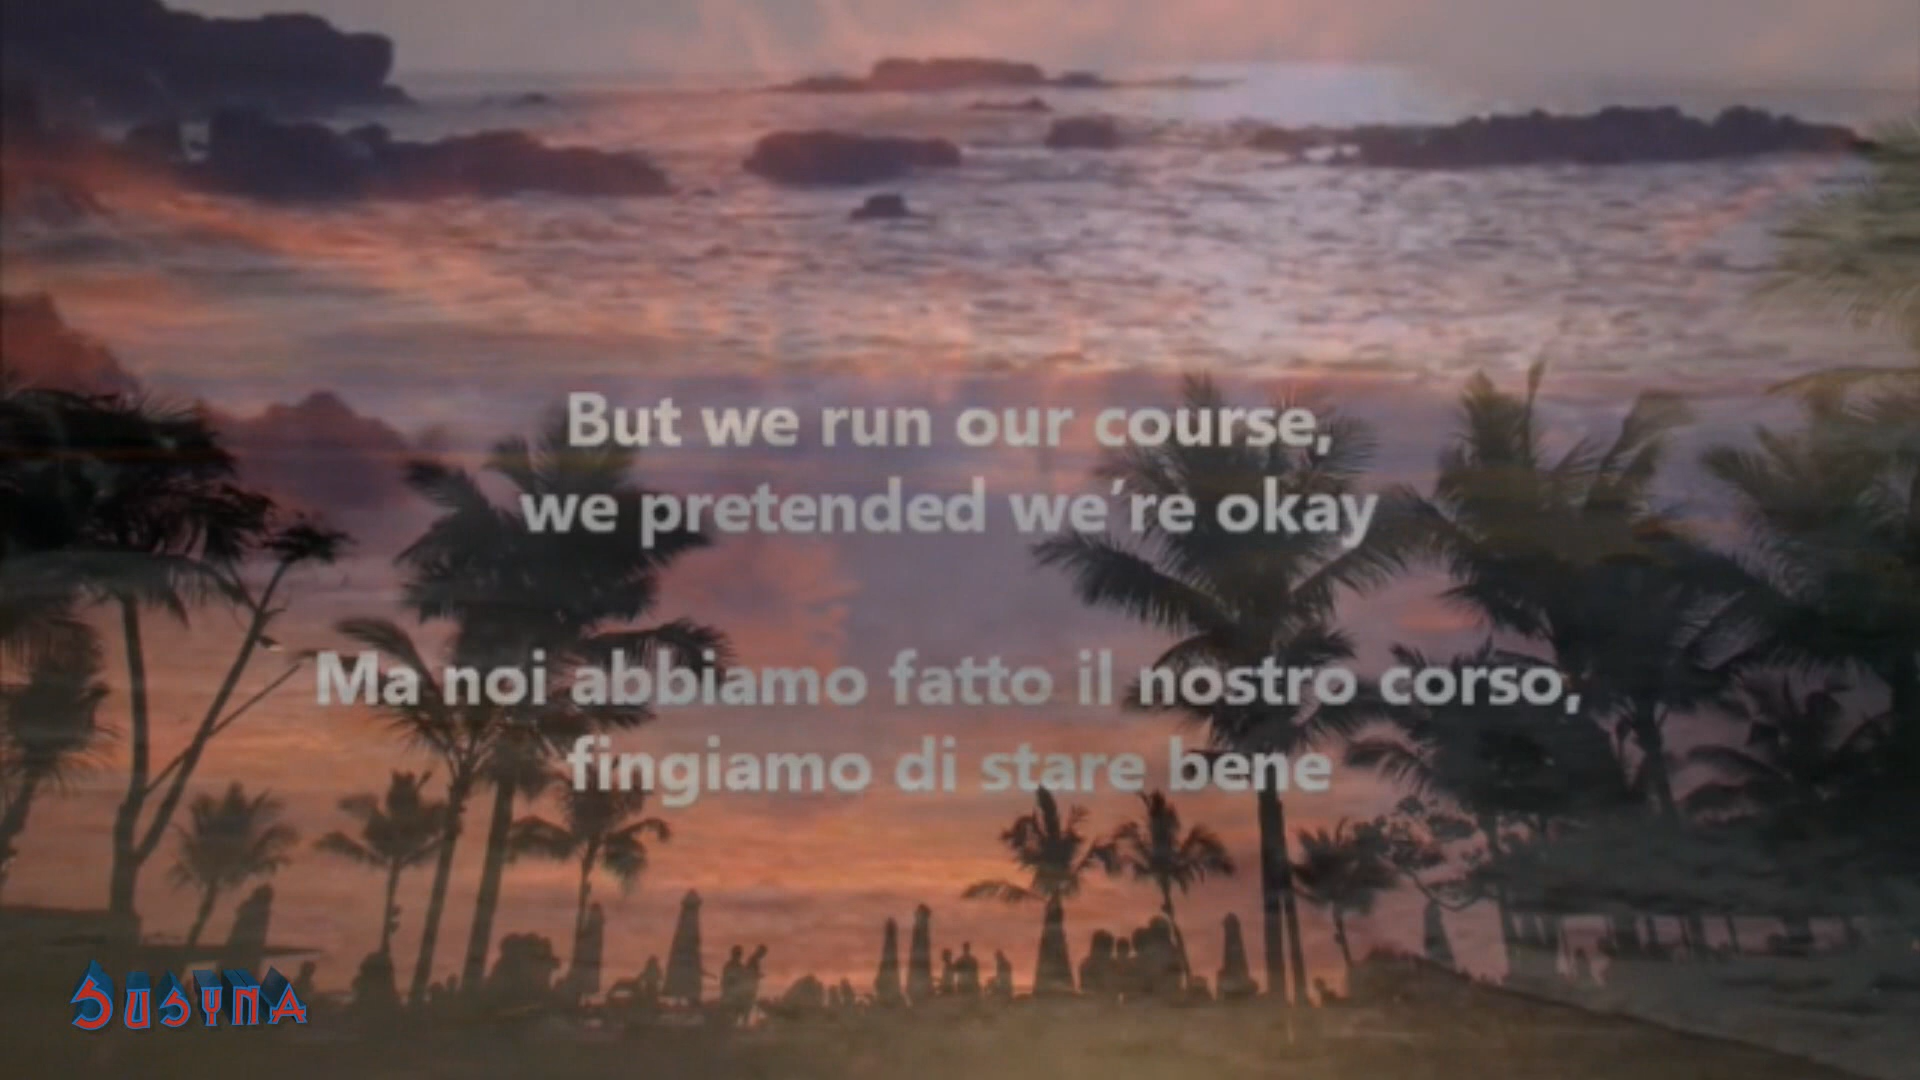 But we run our course,
we pretended we’re okay
Ma noi abbiamo fatto il nostro corso,
fingiamo di stare bene
Susyna